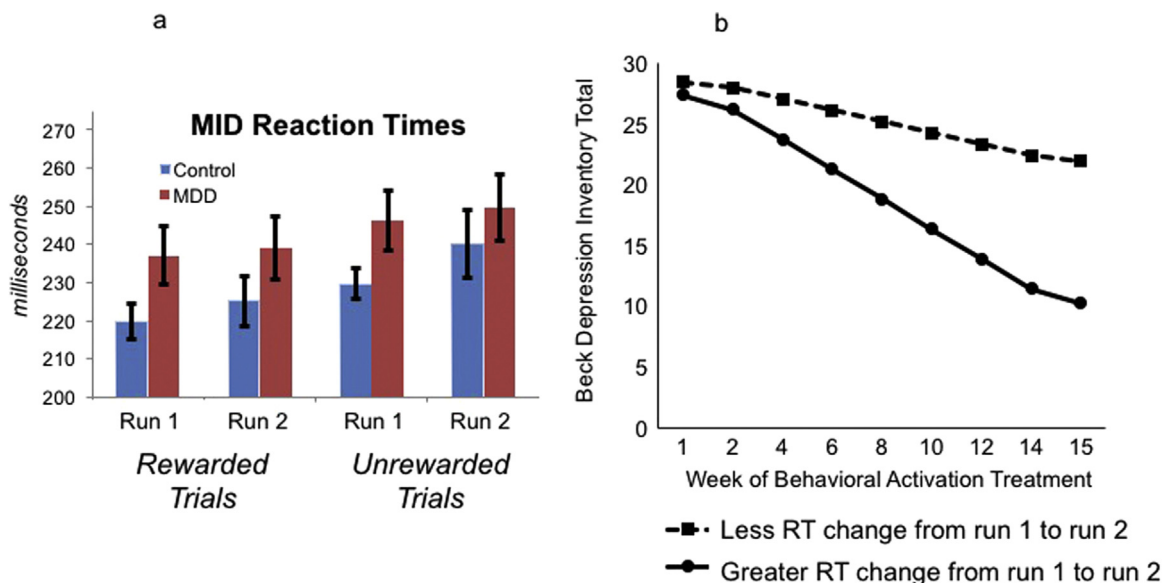 a
MID Reaction Times
Control
MDD
milliseconds
270
260
250
240
230
220
210
200
Run 1
Run 2
Run 1
Run 2
Rewarded
Trials
Unrewarded
Trials
b
Beck Depression Inventory Total
30
25
20
15
10
5
0
1 2 4 6 8 10 12 14 15
Week of Behavioral Activation Treatment
Less RT change from run 1 to run 2
Greater RT change from run 1 to run 2